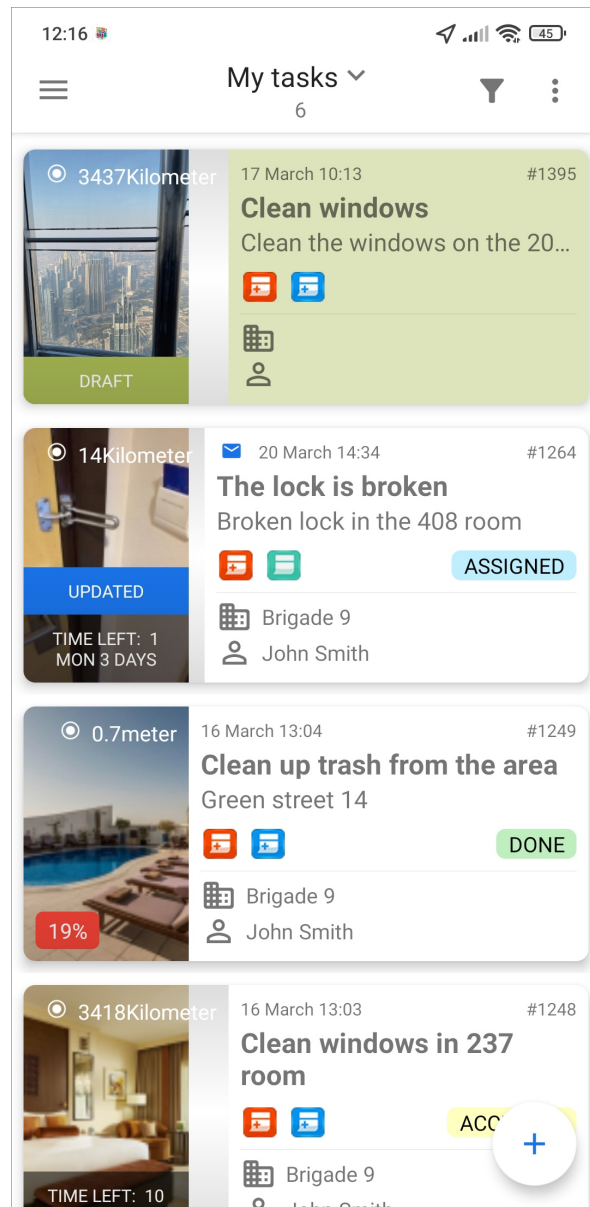 12:16
45
My tasks
6
3437Kilometer
17 March 10:13
#1395
Clean windows
Clean the windows on the 20...
DRAFT
14Kilometer
20 March 14:34
#1264
The lock is broken
Broken lock in the 408 room
ASSIGNED
UPDATED
TIME LEFT: 1
MON 3 DAYS
Brigade 9
John Smith
0.7meter
16 March 13:04
#1249
Clean up trash from the area
Green street 14
DONE
Brigade 9
John Smith
19%
3418Kilometer
16 March 13:03
#1248
Clean windows in 237
room
Brigade 9
TIME LEFT: 10
John Smith